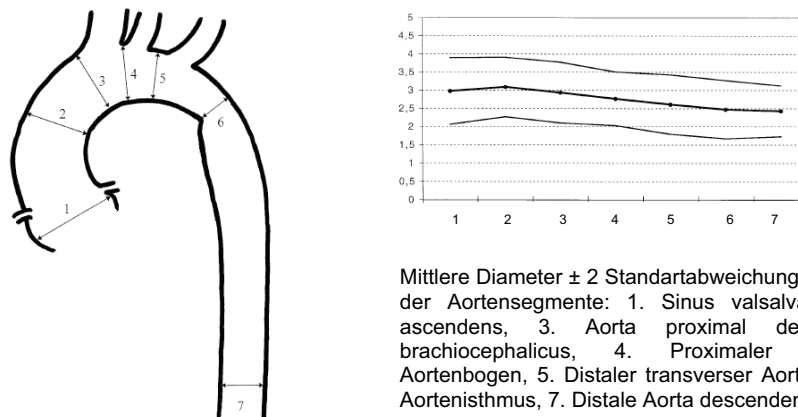 1
2
3
4
5
6
7
5
4,5
4
3,5
3
2,5
2
1,5
1
0,5
0
1 2 3 4 5 6 7
Mittlere Diameter ± 2 Standartabweichung
der Aortensegmente: 1. Sinus valsalva
ascendens, 3. Aorta proximal de
brachiocephalicus, 4. Proximaler
Aortenbogen, 5. Distaler transverser Aort
Aortenisthmus, 7. Distale Aorta descenden